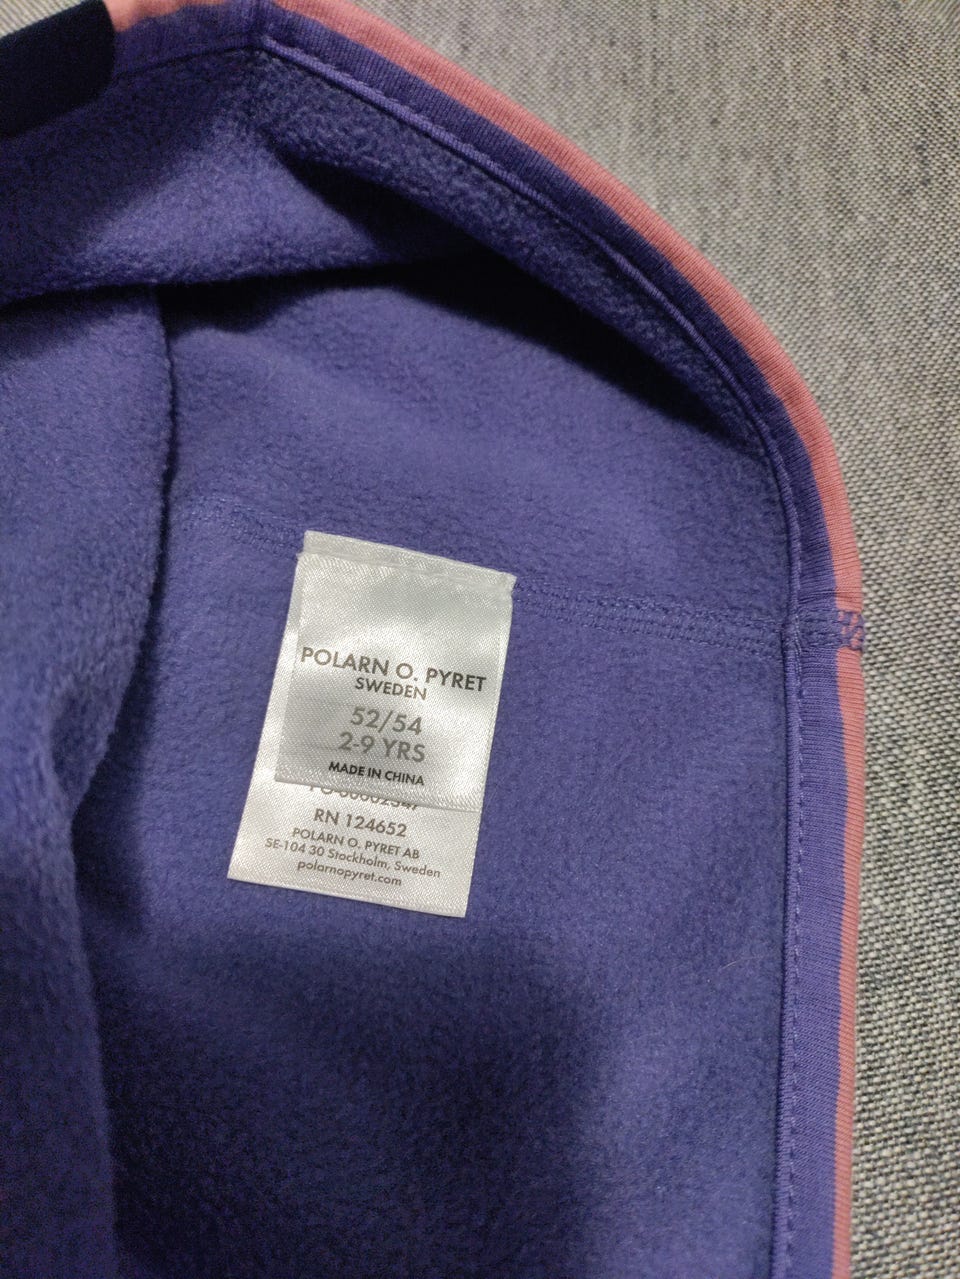 POLARN O. PYRET
SWEDEN
52/54
2-9 YRS
MADE IN CHINA
RN 124652
POLARN O. PYRET AB
SE-104 30 Stockholm, Sweden
polarnopyret.com